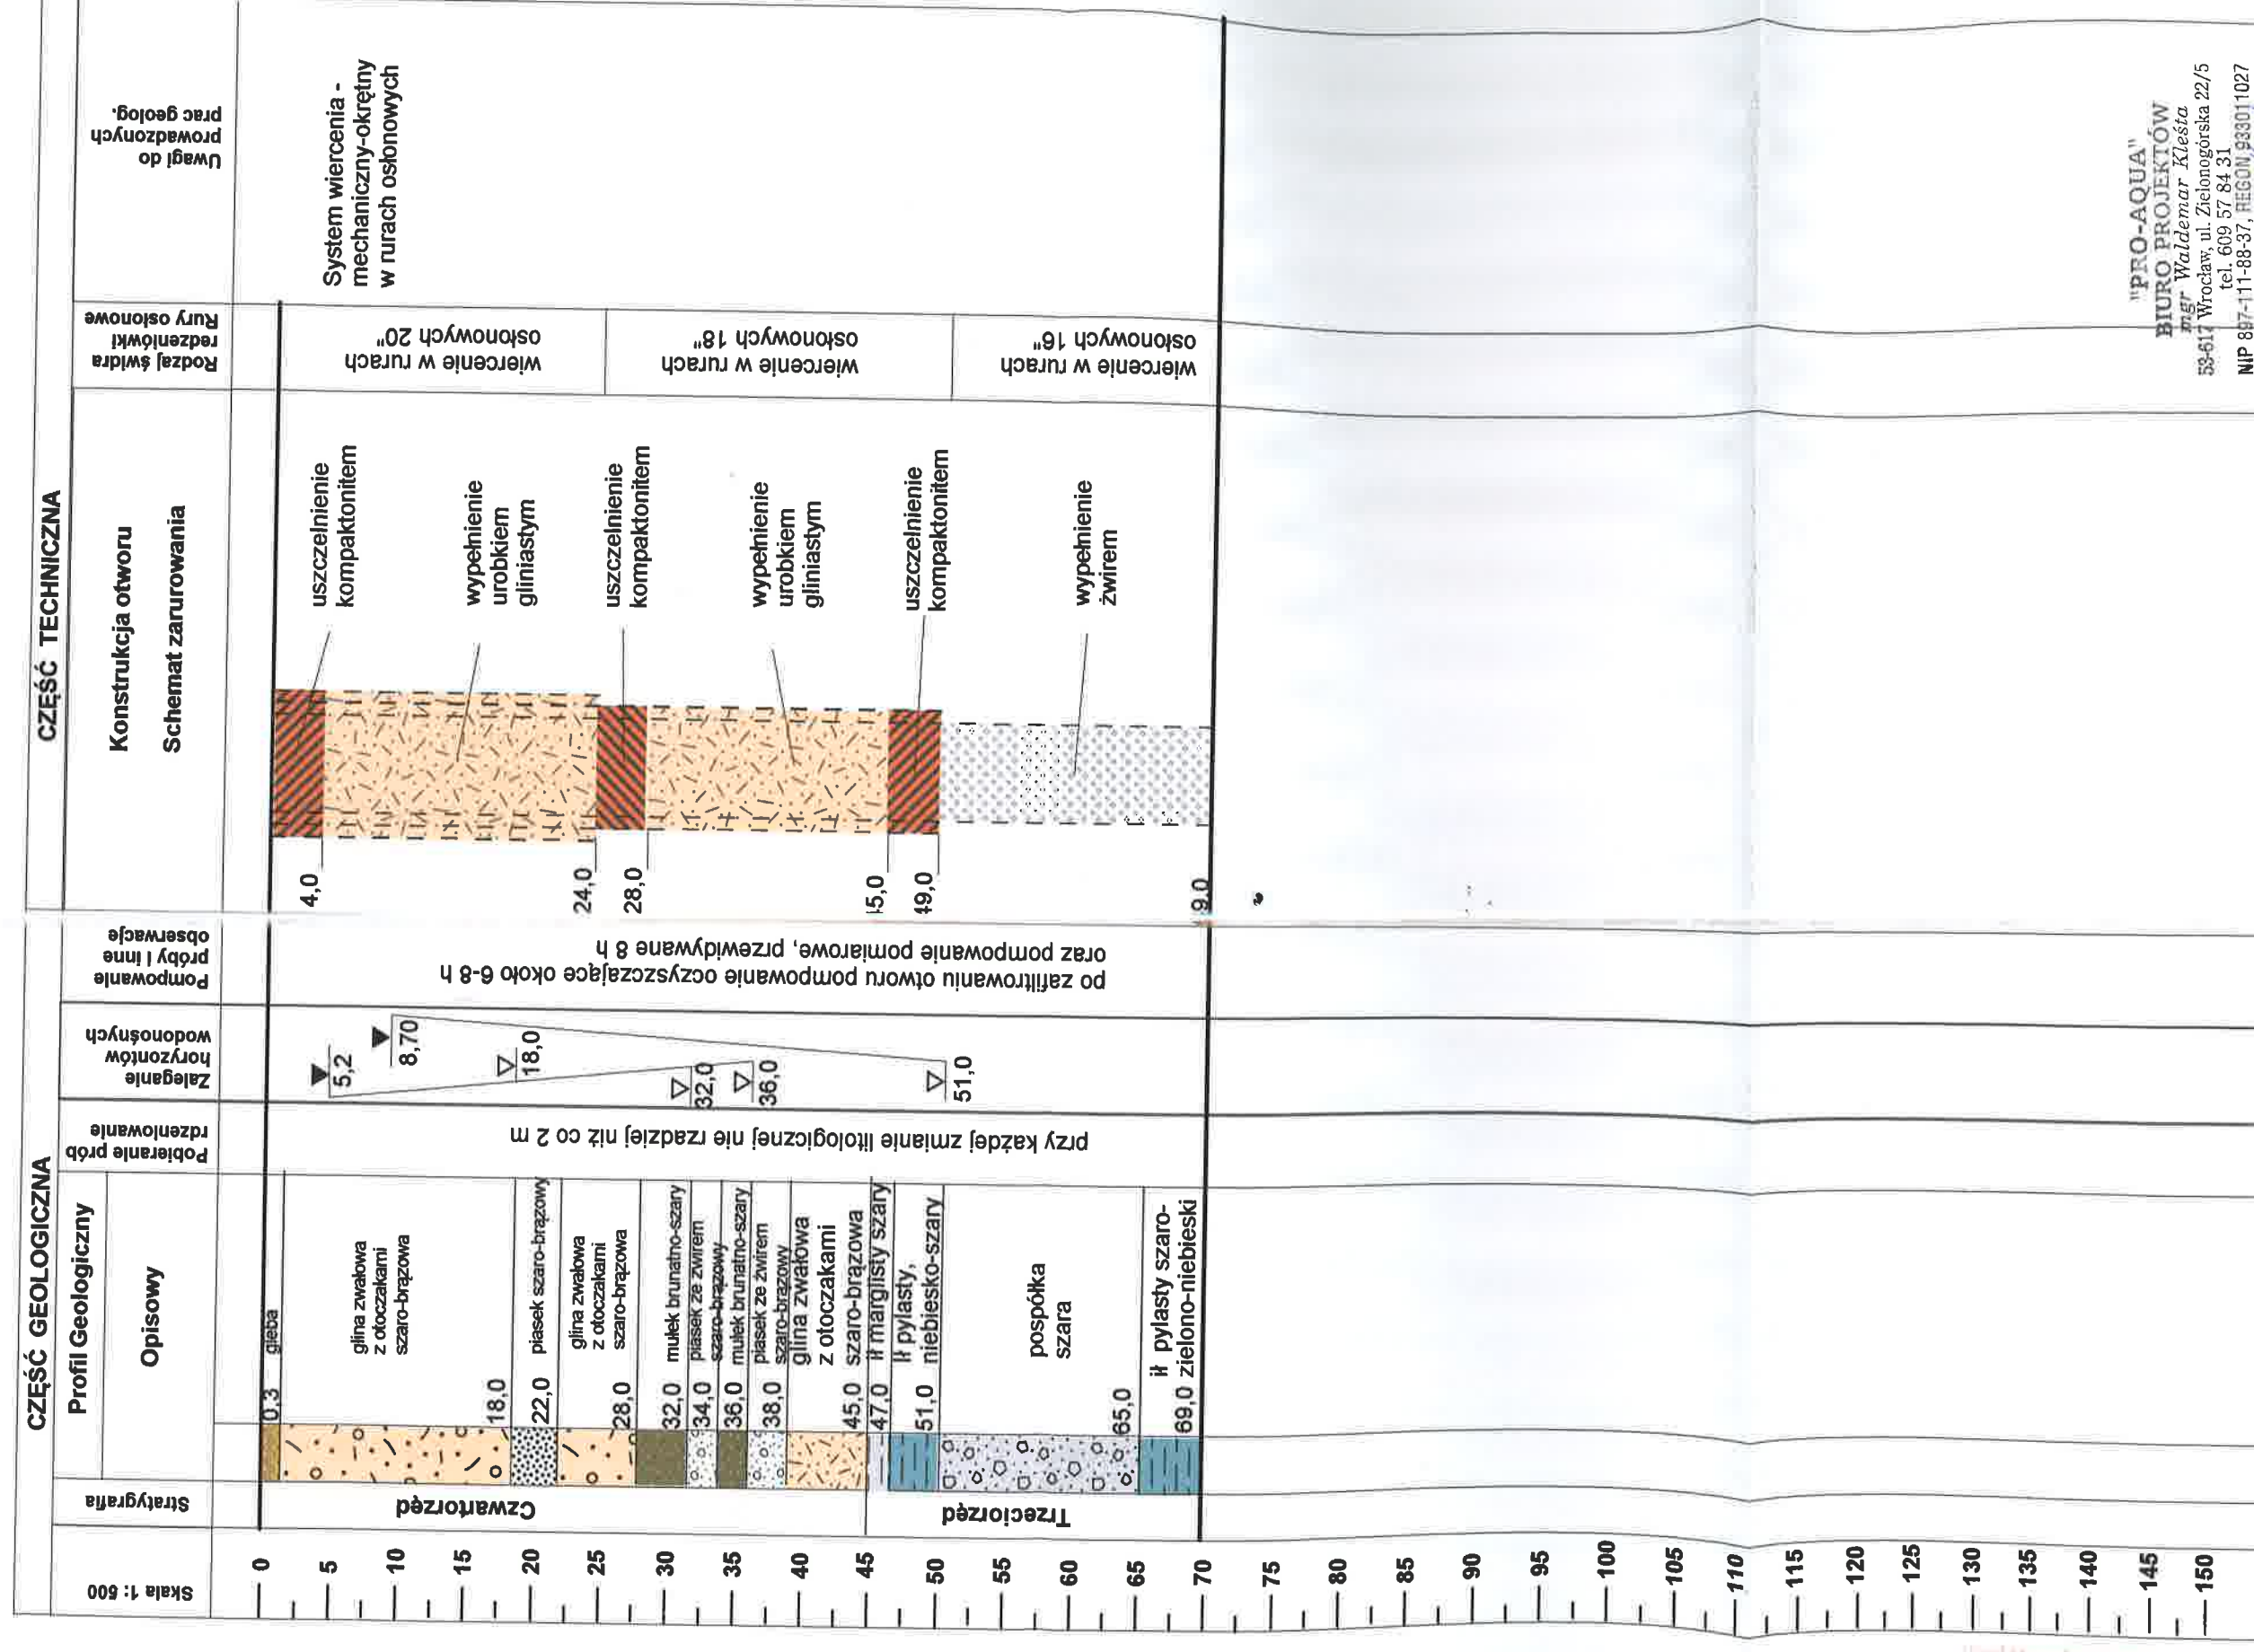 CZĘŚĆ GEOLOGICZNA
CZĘŚĆ TECHNICZNA
Skala 1: 500
Stratygrafia
Profil Geologiczny
Opisowy
Pobieranie prób
rdzeniowanie
Zaleganie
horyzontów
wodonośnych
Pompowanie
próby i inne
obserwacje
Konstrukcja otworu
Schemat zarurowania
Rodzaj świdra
redzeniówki
Rury osłonowe
Uwagi do
prowadzonych
prac geolog.
0
5
10
15
20
25
30
35
40
45
50
55
60
65
70
75
80
85
90
95
100
105
110
115
120
125
130
135
140
145
150
Czwartorzęd
Trzeciorzęd
0,3 gleba
glina zwałowa
z otoczakami
szaro-brązowa
18,0
22,0 piasek szaro-brązowy
glina zwałowa
z otoczakami
28,0 szaro-brązowa
32,0 mułek brunatno-szary
piasek ze żwirem
34,0 szaro-brązowy
36,0 mułek brunatno-szary
piasek ze żwirem
38,0 szaro-brązowy
glina zwałowa
z otoczakami
45,0 szaro-brązowa
47,0 ił marglisty szary
ił pylasty,
51,0 niebiesko-szary
pospółka
szara
65,0
ił pylasty szaro-
69,0 zielono-niebieski
przy każdej zmianie litologicznej nie rzadziej niż co 2 m
5,2
8,70
18,0
32,0
36,0
51,0
po zafiltrowaniu otworu pompowanie oczyszczające około 6-8 h
oraz pompowanie pomiarowe, przewidywane 8 h
4,0
24,0
28,0
5,0
49,0
9,0
uszczelnienie
kompaktonitem
wypełnienie
urobkiem
gliniastym
uszczelnienie
kompaktonitem
wypełnienie
urobkiem
gliniastym
uszczelnienie
kompaktonitem
wypełnienie
żwirem
wiercenie w rurach
osłonowych 20"
wiercenie w rurach
osłonowych 18"
wiercenie w rurach
osłonowych 16"
System wiercenia -
mechaniczny-okrętny
w rurach osłonowych
"PRO-AQUA"
BIURO PROJEKTÓW
mgr Waldemar Kleśta
53-617 Wrocław, ul. Zielonogórska 22/5
tel. 609 57 84 31
NIP 897-111-88-37, REGON 933011027